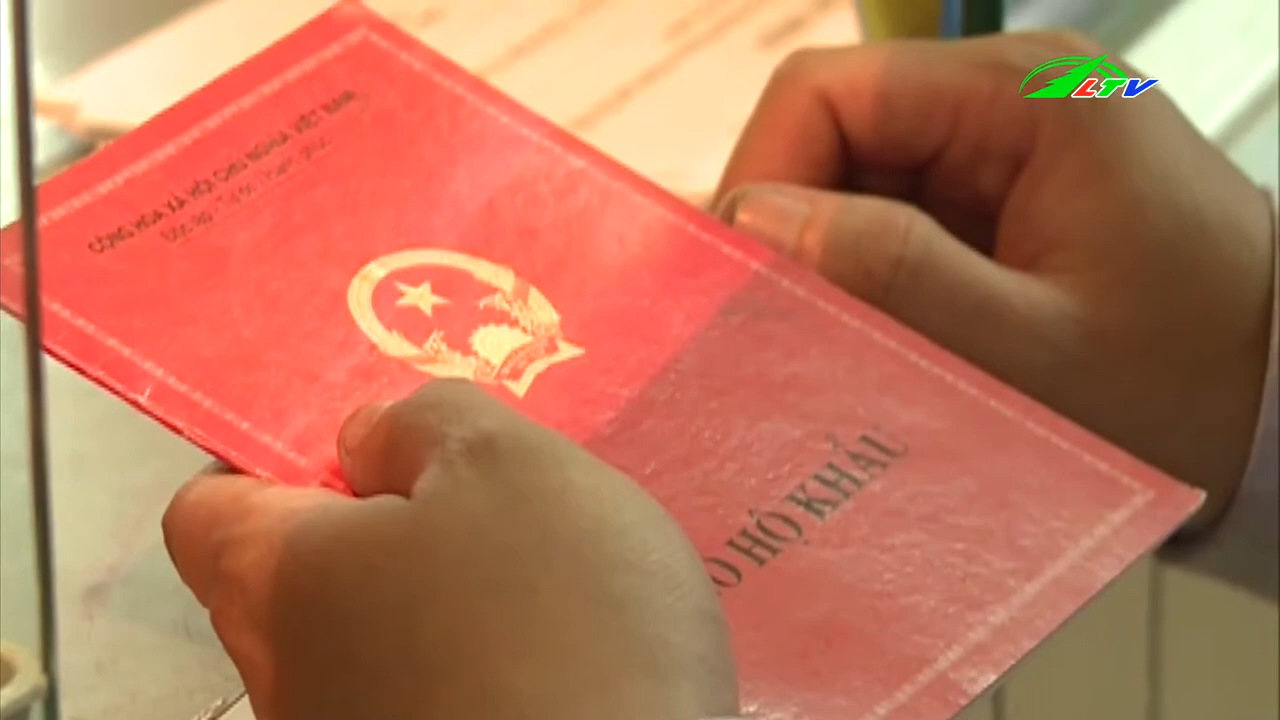 LTV
CỘNG HÒA XÃ HỘI CHỦ NGHĨA VIỆT NAM
Độc lập - Tự do - Hạnh phúc
HỘ KHẨU